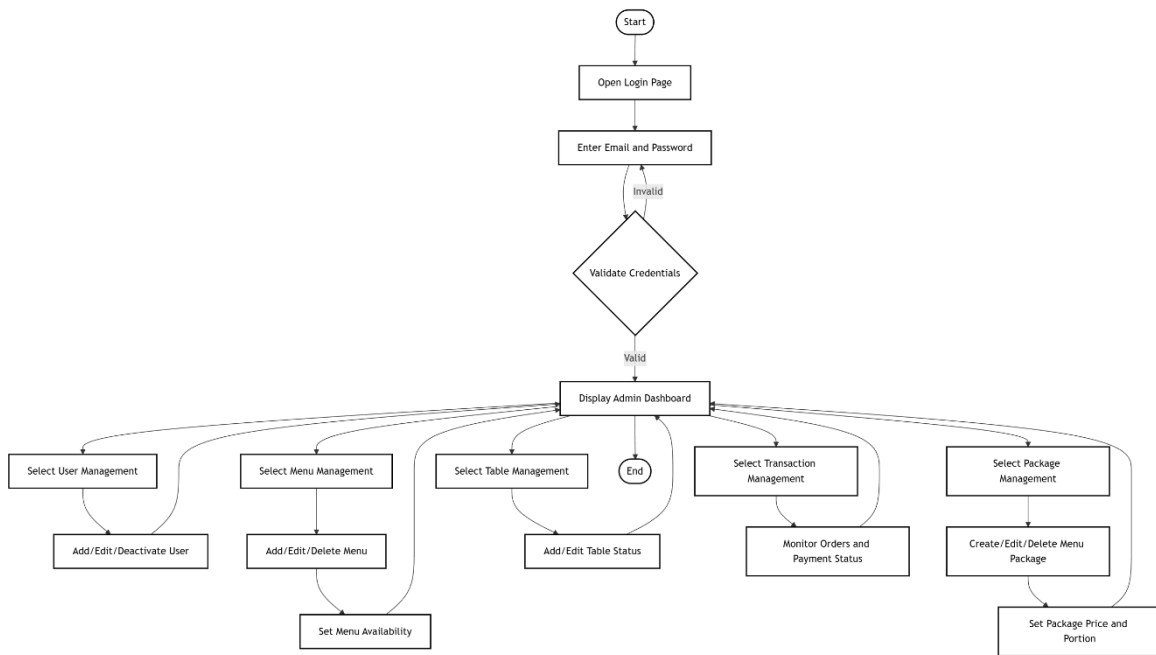 Start
Open Login Page
Enter Email and Password
Invalid
Validate Credentials
Valid
Display Admin Dashboard
Select User Management
Select Menu Management
Select Table Management
End
Select Transaction
Management
Select Package
Management
Add/Edit/Deactivate User
Add/Edit/Delete Menu
Add/Edit Table Status
Monitor Orders and
Payment Status
Create/Edit/Delete Menu
Package
Set Menu Availability
Set Package Price and
Portion